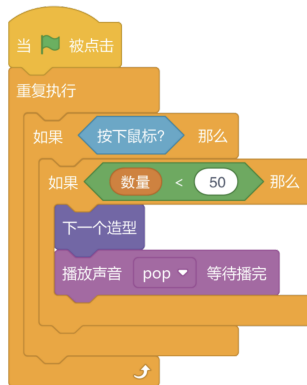 当 被点击
重复执行
如果 按下鼠标? 那么
如果 数量 < 50 那么
下一个造型
播放声音 pop 等待播完